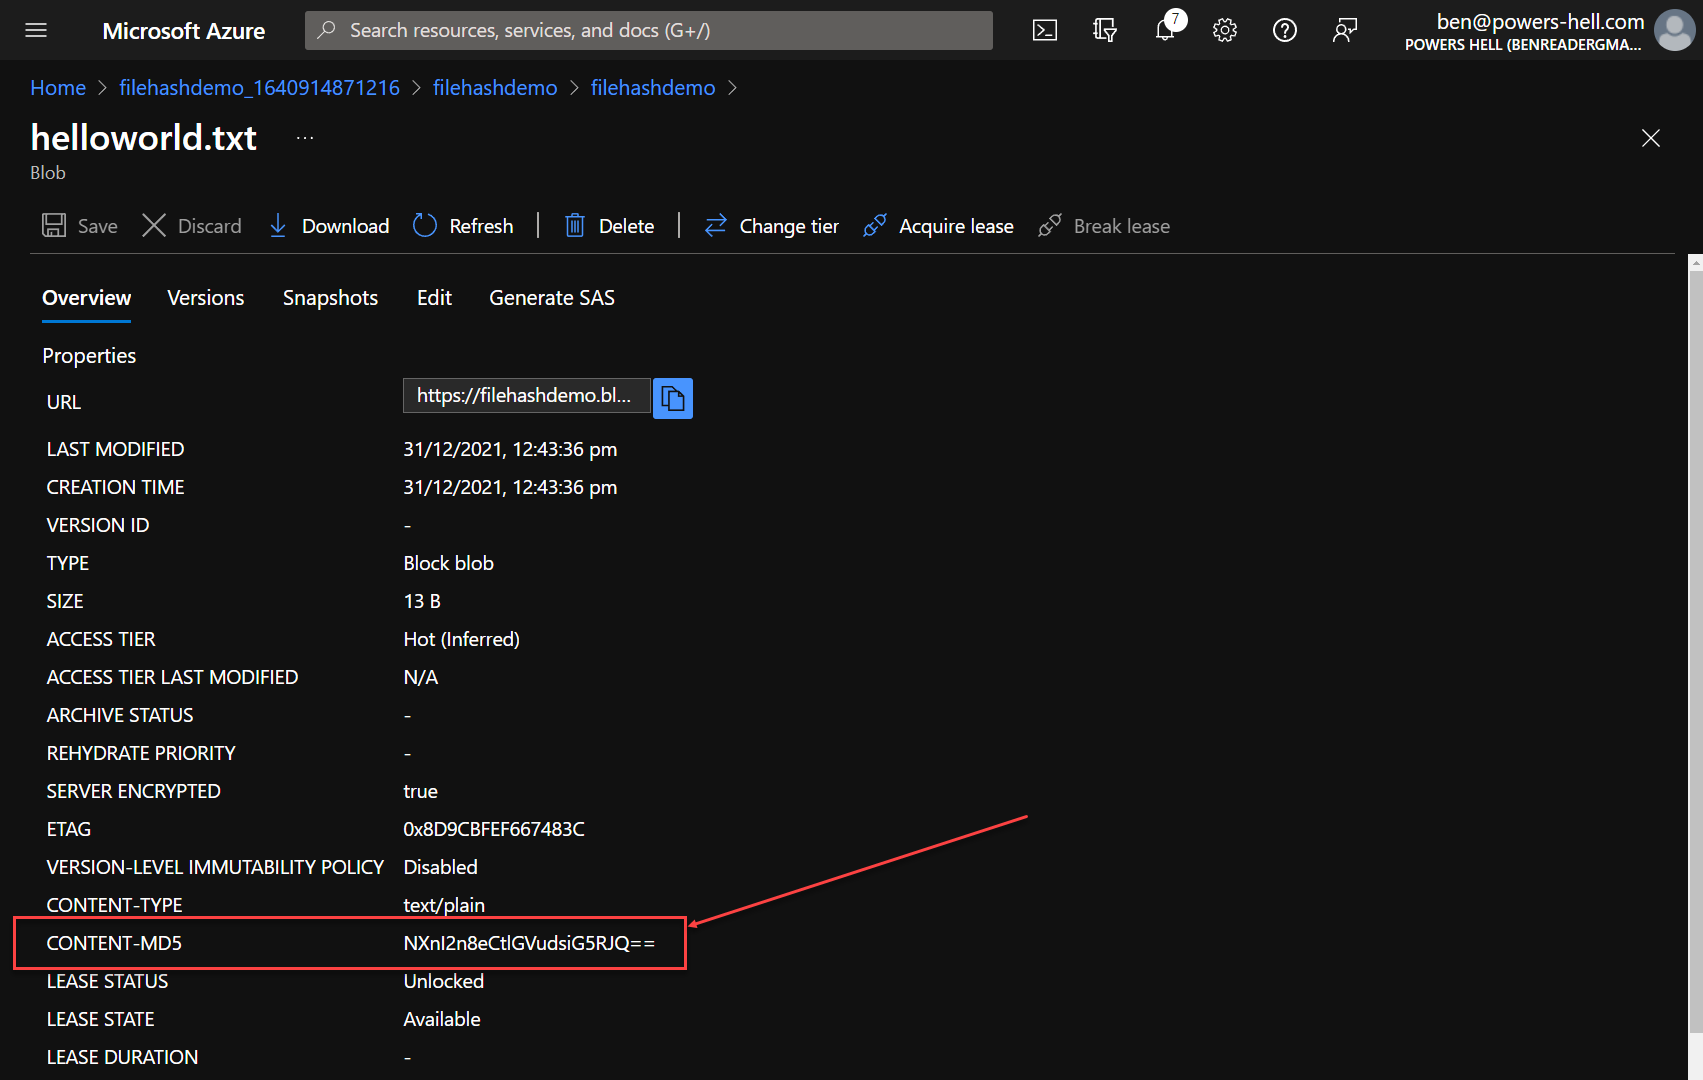 Microsoft Azure
Search resources, services, and docs (G+/)
7
ben@powers-hell.com
POWERS HELL (BENREADERGMA...
Home > filehashdemo_1640914871216 > filehashdemo > filehashdemo >
helloworld.txt ...
Blob
Save Discard Download Refresh Delete Change tier Acquire lease Break lease
Overview Versions Snapshots Edit Generate SAS
Properties
URL https://filehashdemo.bl...
LAST MODIFIED 31/12/2021, 12:43:36 pm
CREATION TIME 31/12/2021, 12:43:36 pm
VERSION ID -
TYPE Block blob
SIZE 13 B
ACCESS TIER Hot (Inferred)
ACCESS TIER LAST MODIFIED N/A
ARCHIVE STATUS -
REHYDRATE PRIORITY -
SERVER ENCRYPTED true
ETAG 0x8D9CBFEF667483C
VERSION-LEVEL IMMUTABILITY POLICY Disabled
CONTENT-TYPE text/plain
CONTENT-MD5 NXnI2n8eCtlGVudsiG5RJQ==
LEASE STATUS Unlocked
LEASE STATE Available
LEASE DURATION -